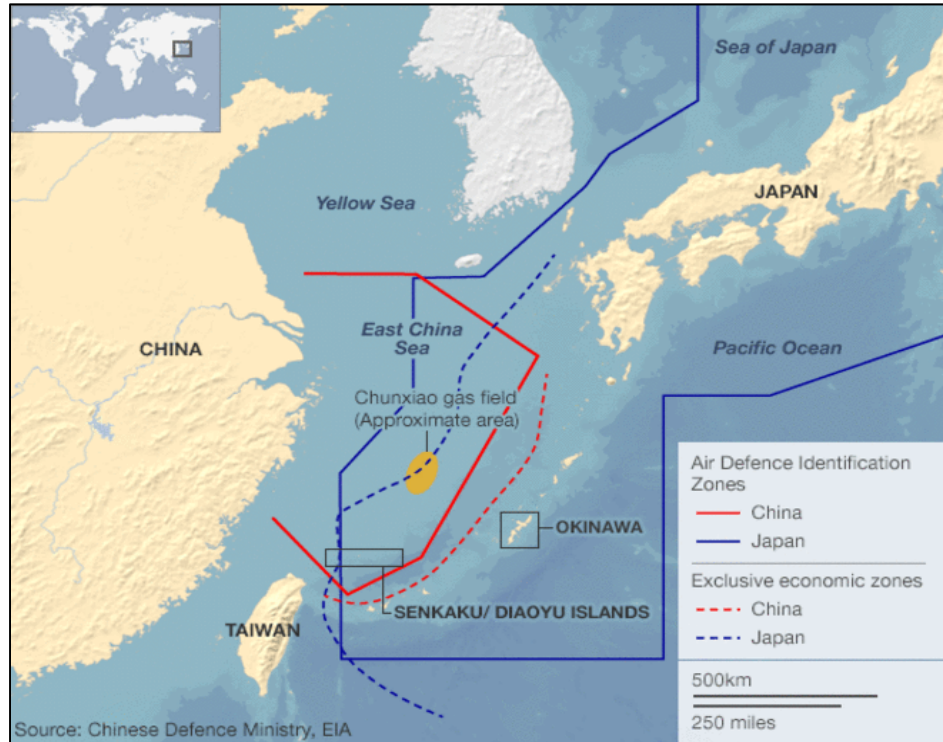 Sea of Japan
JAPAN
Yellow Sea
East China
Sea
CHINA
Pacific Ocean
Chunxiao gas field
(Approximate area)
OKINAWA
SENKAKU/ DIAOYU ISLANDS
TAIWAN
Air Defence Identification
Zones
China
Japan
Exclusive economic zones
China
Japan
500km
250 miles
Source: Chinese Defence Ministry, EIA